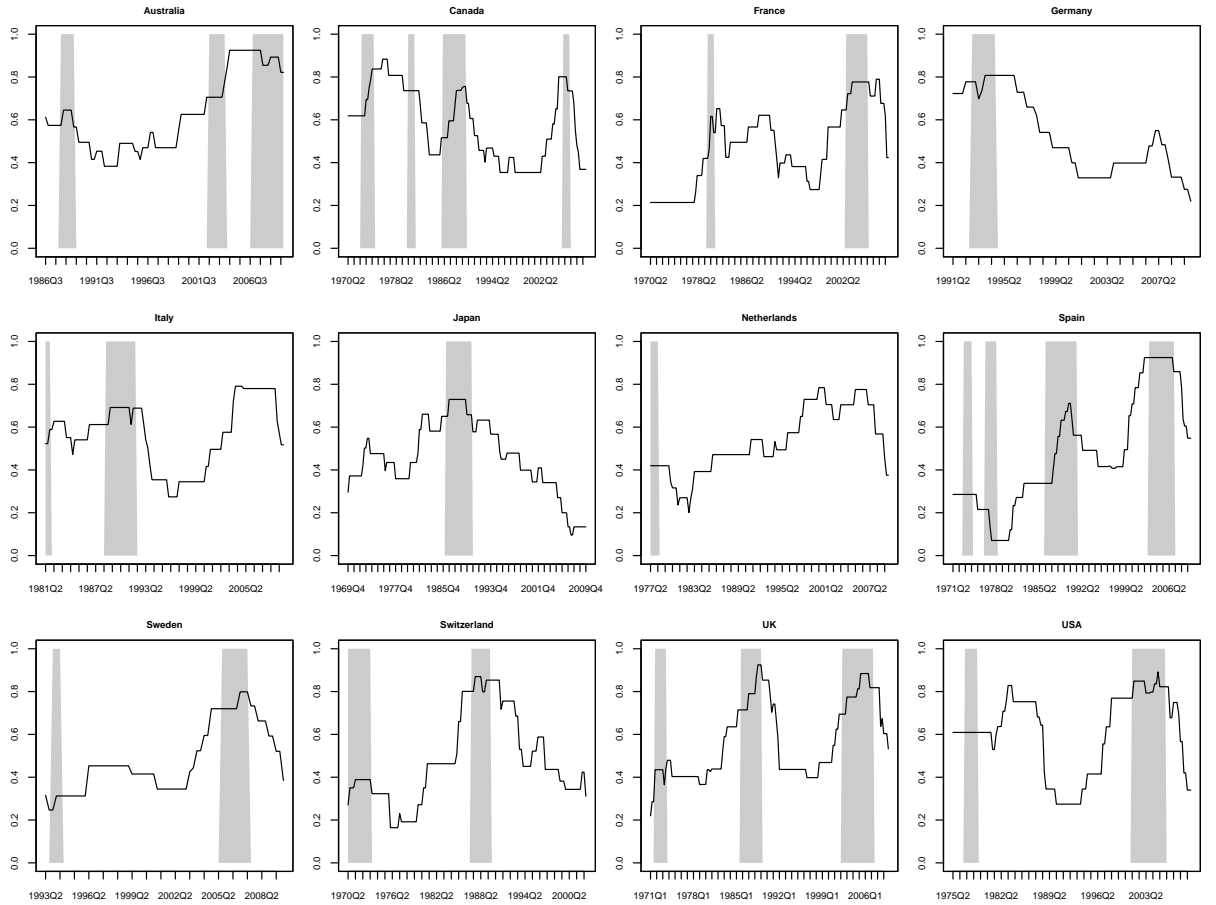 Australia
Canada
France
Germany
0.0 0.2 0.4 0.6 0.8 1.0
1986Q3 1991Q3 1996Q3 2001Q3 2006Q3
0.0 0.2 0.4 0.6 0.8 1.0
1970Q2 1978Q2 1986Q2 1994Q2 2002Q2
0.0 0.2 0.4 0.6 0.8 1.0
1970Q2 1978Q2 1986Q2 1994Q2 2002Q2
0.0 0.2 0.4 0.6 0.8 1.0
1991Q2 1995Q2 1999Q2 2003Q2 2007Q2
Italy
Japan
Netherlands
Spain
0.0 0.2 0.4 0.6 0.8 1.0
1981Q2 1987Q2 1993Q2 1999Q2 2005Q2
0.0 0.2 0.4 0.6 0.8 1.0
1969Q4 1977Q4 1985Q4 1993Q4 2001Q4 2009Q4
0.0 0.2 0.4 0.6 0.8 1.0
1977Q2 1983Q2 1989Q2 1995Q2 2001Q2 2007Q2
0.0 0.2 0.4 0.6 0.8 1.0
1971Q2 1978Q2 1985Q2 1992Q2 1999Q2 2006Q2
Sweden
Switzerland
UK
USA
0.0 0.2 0.4 0.6 0.8 1.0
1993Q2 1996Q2 1999Q2 2002Q2 2005Q2 2008Q2
0.0 0.2 0.4 0.6 0.8 1.0
1970Q2 1976Q2 1982Q2 1988Q2 1994Q2 2000Q2
0.0 0.2 0.4 0.6 0.8 1.0
1971Q1 1978Q1 1985Q1 1992Q1 1999Q1 2006Q1
0.0 0.2 0.4 0.6 0.8 1.0
1975Q2 1982Q2 1989Q2 1996Q2 2003Q2